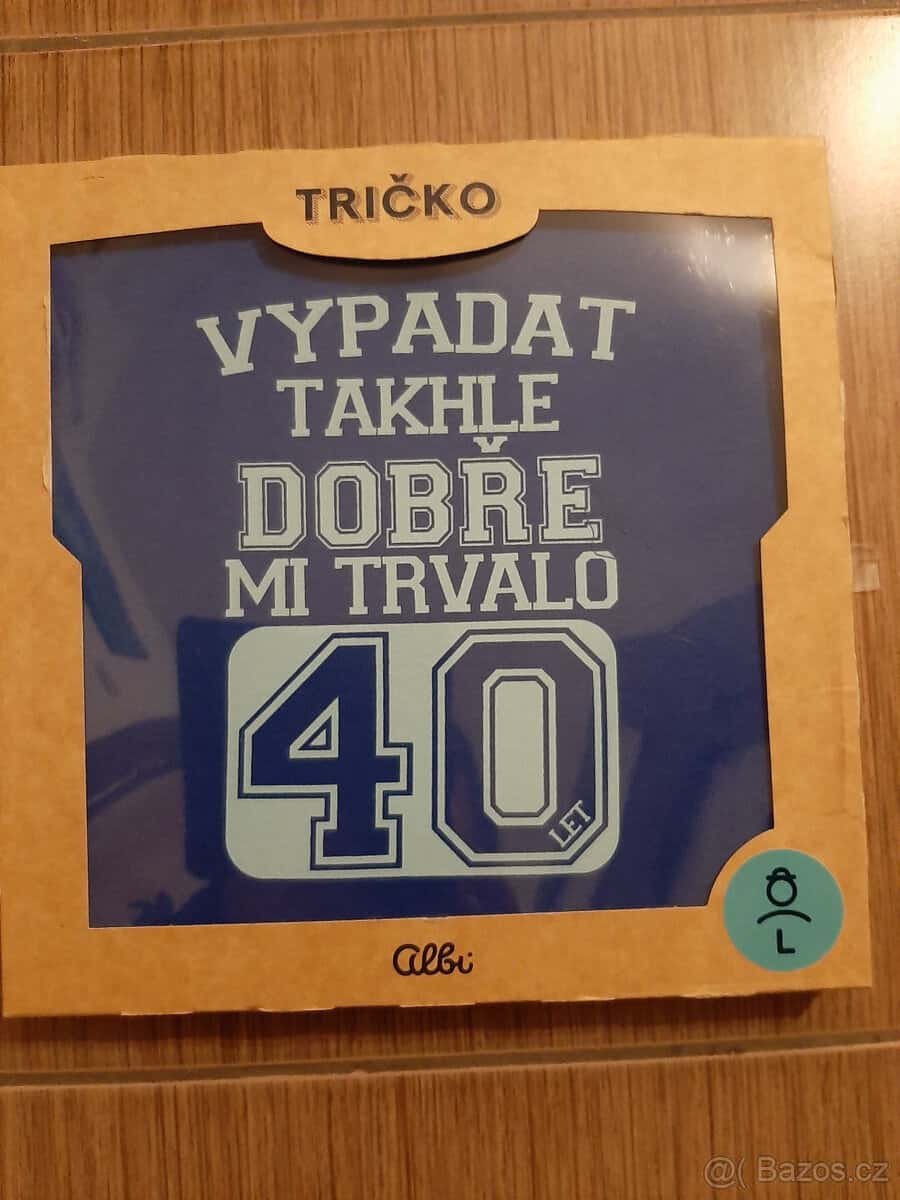 TRIČKO
VYPADAT
TAKHLE
DOBŘE
MI TRVALO
40
LET
L
albi
@( Bazos.cz